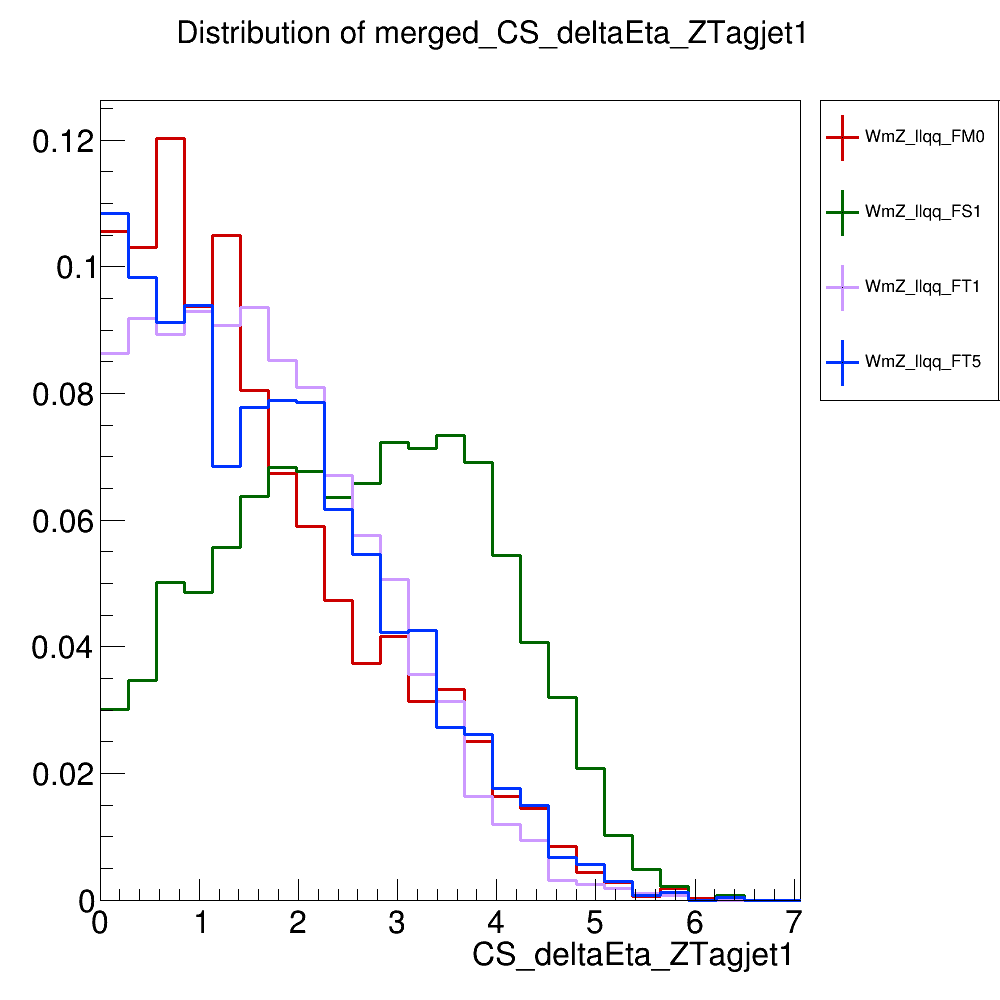 Distribution of merged_CS_deltaEta_ZTagjet1
0.12
0.1
0.08
0.06
0.04
0.02
0
0 1 2 3 4 5 6 7
CS_deltaEta_ZTagjet1
WmZ_llqq_FM0
WmZ_llqq_FS1
WmZ_llqq_FT1
WmZ_llqq_FT5